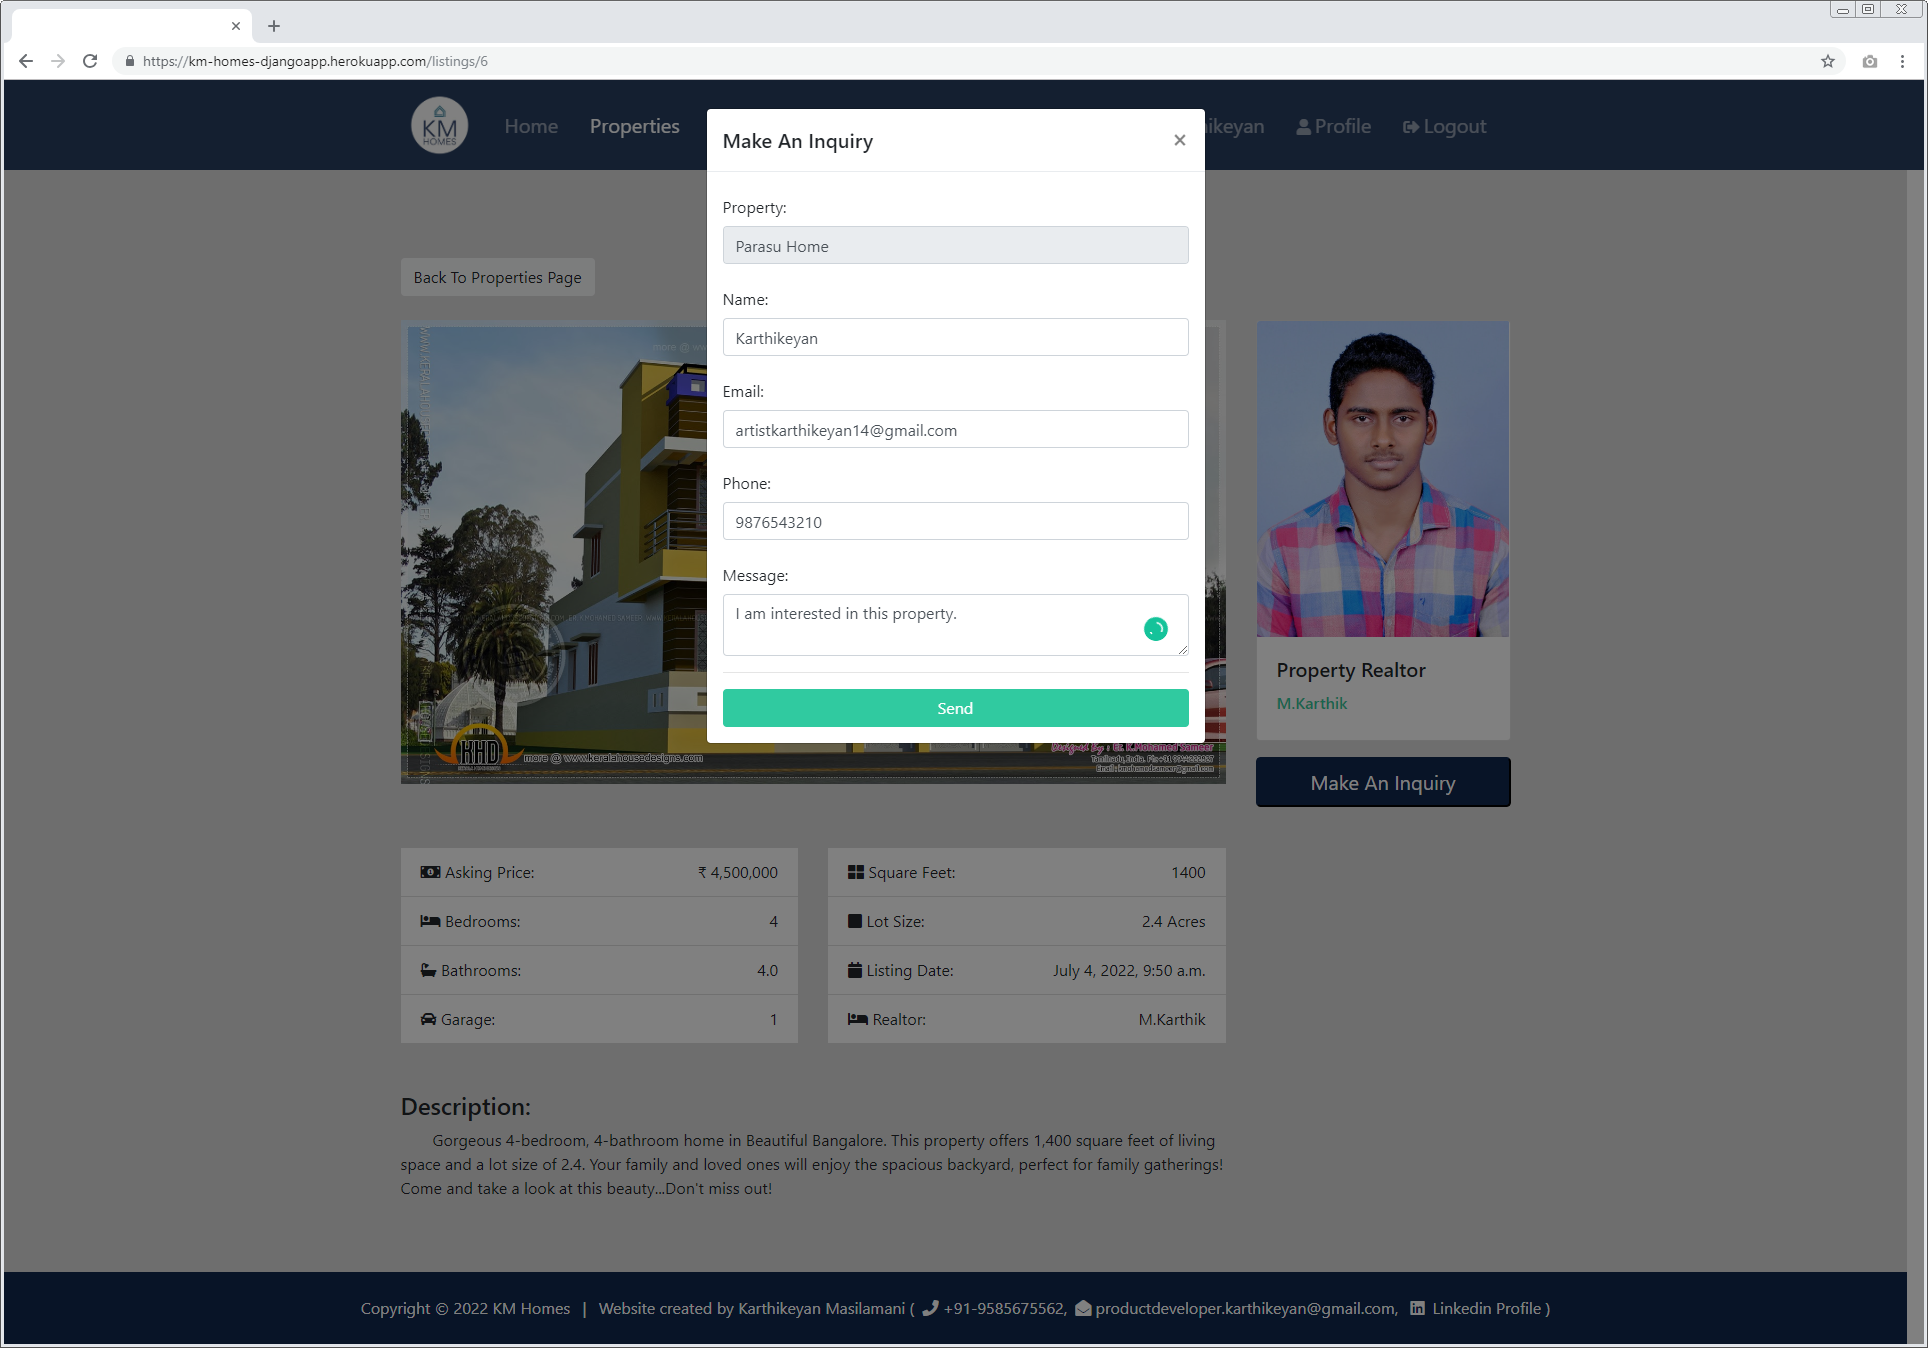 https://km-homes-djangoapp.herokuapp.com/listings/6
KM
HOMES
Home
Properties
ikeyan
Profile
Logout
Make An Inquiry
Property:
Parasu Home
Name:
Karthikeyan
Email:
artistkarthikeyan14@gmail.com
Phone:
9876543210
Message:
I am interested in this property.
Send
Back To Properties Page
KHD
more @ www.keralahousedesigns.com
Designed By : Er. K.Mohamed Sameer
Property Realtor
M.Karthik
Make An Inquiry
Asking Price: ₹ 4,500,000
Bedrooms: 4
Bathrooms: 4.0
Garage: 1
Square Feet: 1400
Lot Size: 2.4 Acres
Listing Date: July 4, 2022, 9:50 a.m.
Realtor: M.Karthik
Description:
Gorgeous 4-bedroom, 4-bathroom home in Beautiful Bangalore. This property offers 1,400 square feet of living
space and a lot size of 2.4. Your family and loved ones will enjoy the spacious backyard, perfect for family gatherings!
Come and take a look at this beauty...Don't miss out!
Copyright © 2022 KM Homes | Website created by Karthikeyan Masilamani ( +91-9585675562, productdeveloper.karthikeyan@gmail.com, Linkedin Profile )